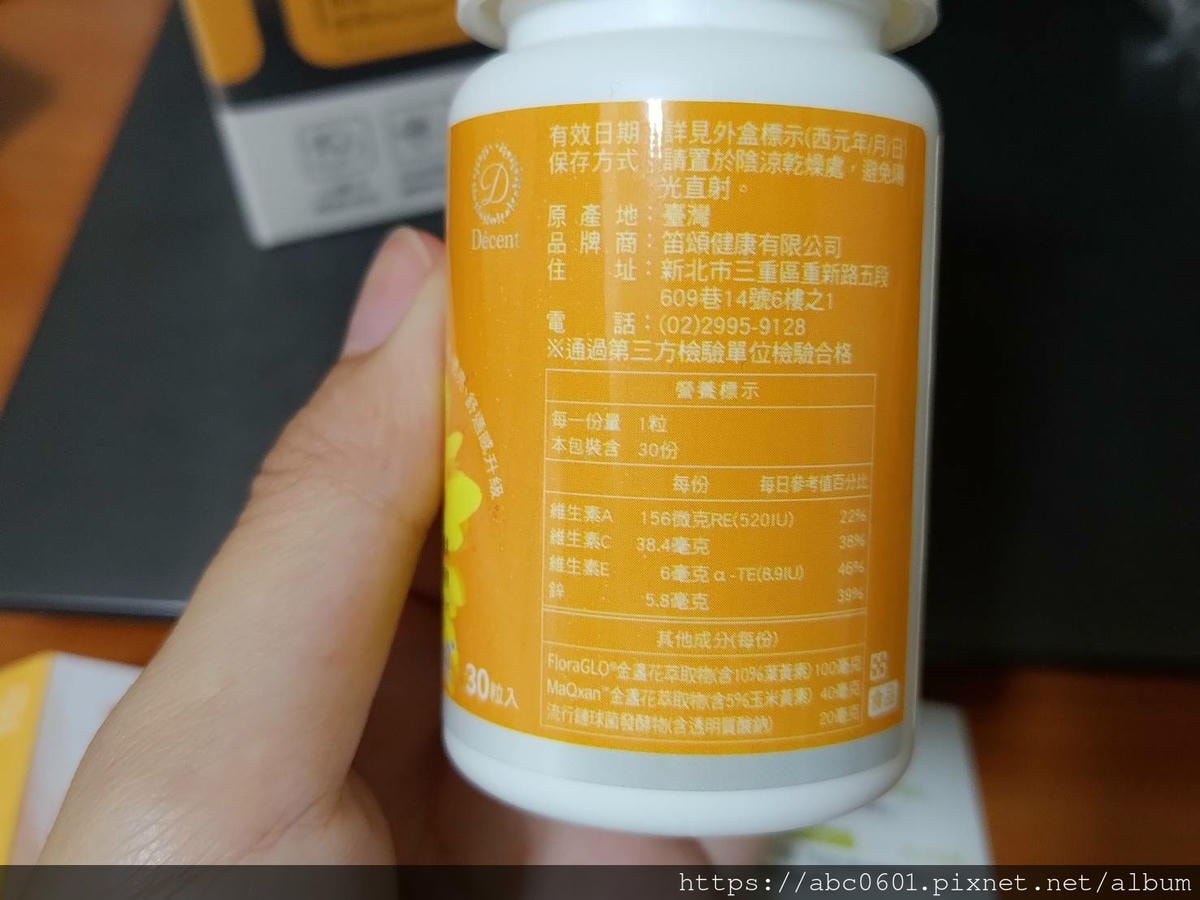 有效日期：詳見外盒標示(西元年/月/日)
保存方式：請置於陰涼乾燥處，避免陽
光直射。
原產地：臺灣
品牌商：笛頌健康有限公司
住址：新北市三重區重新路五段
609巷14號6樓之1
電話：(02)2995-9128
※通過第三方檢驗單位檢驗合格
D
Décent
營養標示
每一份量 1粒
本包裝含 30份
每份 每日參考值百分比
維生素A 156微克RE(520IU) 22%
維生素C 38.4毫克 38%
維生素E 6毫克 α-TE(8.9IU) 46%
鋅 5.8毫克 39%
其他成分(每份)
FloraGLO®金盞花萃取物(含10%葉黃素) 100毫克
MaQxan™金盞花萃取物(含5%玉米黃素) 40毫克
流行鏈球菌發酵物(含透明質酸鈉) 20毫克
升級
30粒入
食品
https://abc0601.pixnet.net/album